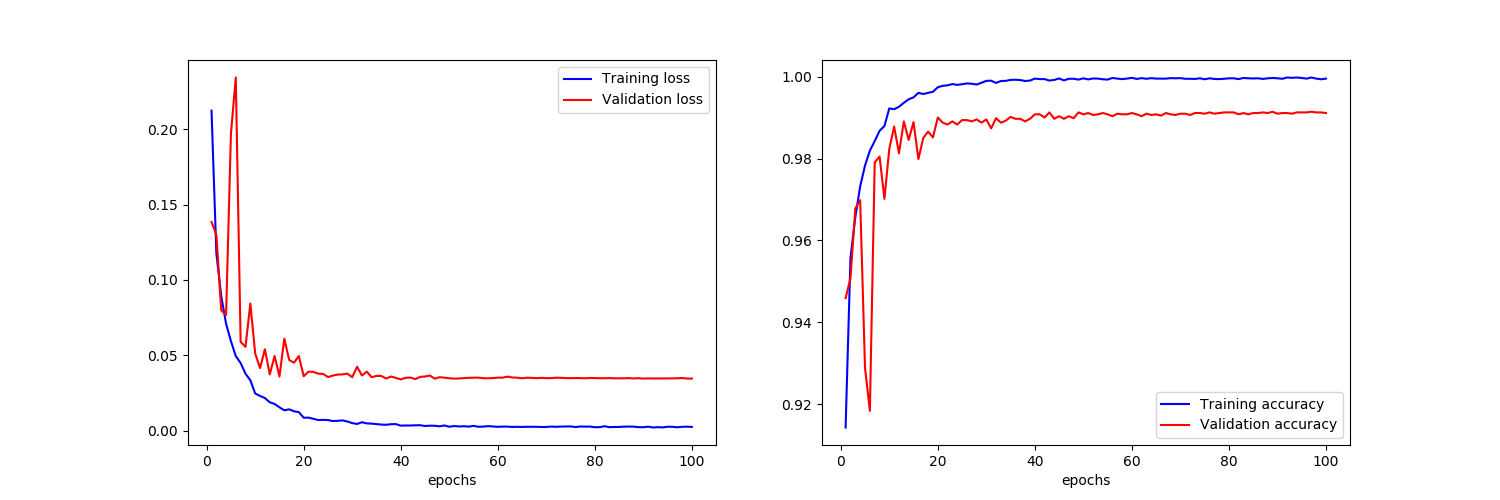 Training loss
Validation loss
0.20
0.15
0.10
0.05
0.00
0 20 40 60 80 100
epochs
1.00
0.98
0.96
0.94
0.92
Training accuracy
Validation accuracy
0 20 40 60 80 100
epochs